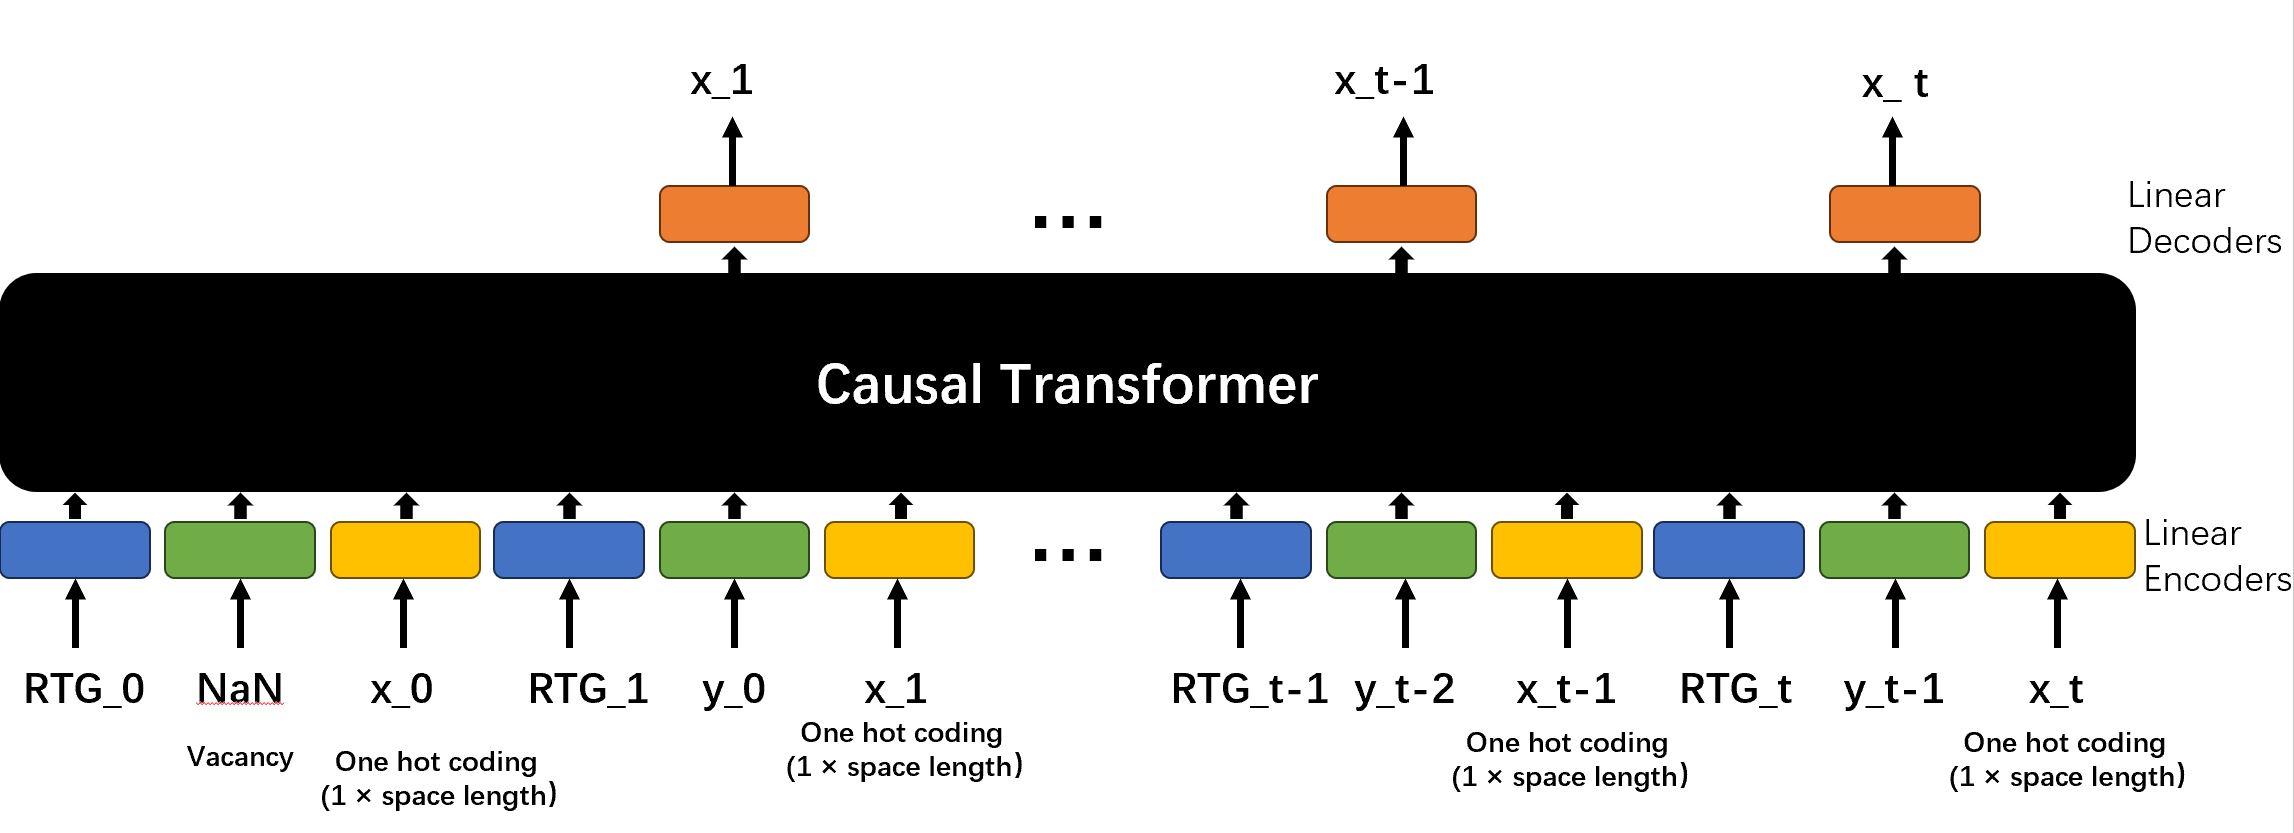 x_1
x_t-1
x_ t
...
Linear
Decoders
Causal Transformer
...
Linear
Encoders
RTG_0
NaN
x_0
RTG_1
y_0
x_1
RTG_t-1
y_t-2
x_t-1
RTG_t
y_t-1
x_t
Vacancy
One hot coding
(1 × space length)
One hot coding
(1 × space length)
One hot coding
(1 × space length)
One hot coding
(1 × space length)